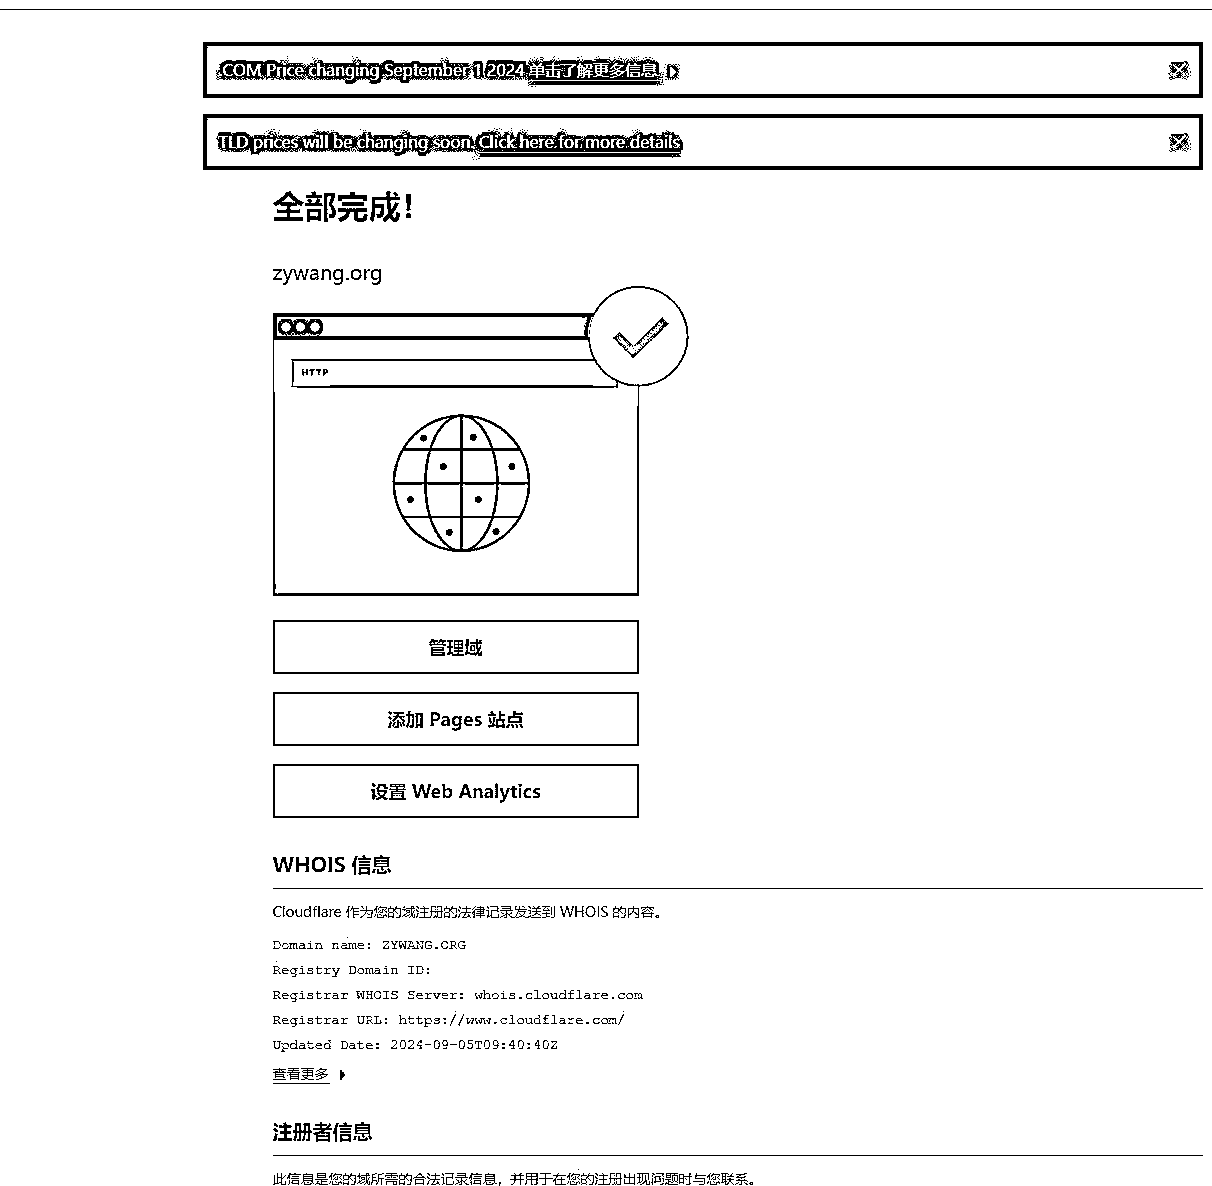 .COM Price changing September 1 2024 单击了解更多信息
TLD prices will be changing soon. Click here for more details
全部完成！
zywang.org
HTTP
管理域
添加 Pages 站点
设置 Web Analytics
WHOIS 信息
Cloudflare 作为您的域注册的法律记录发送到 WHOIS 的内容。
Domain name: ZYWANG.ORG
Registry Domain ID:
Registrar WHOIS Server: whois.cloudflare.com
Registrar URL: https://www.cloudflare.com/
Updated Date: 2024-09-05T09:40:40Z
查看更多
注册者信息
此信息是您的域所需的合法记录信息，并用于在您的注册出现问题时与您联系。